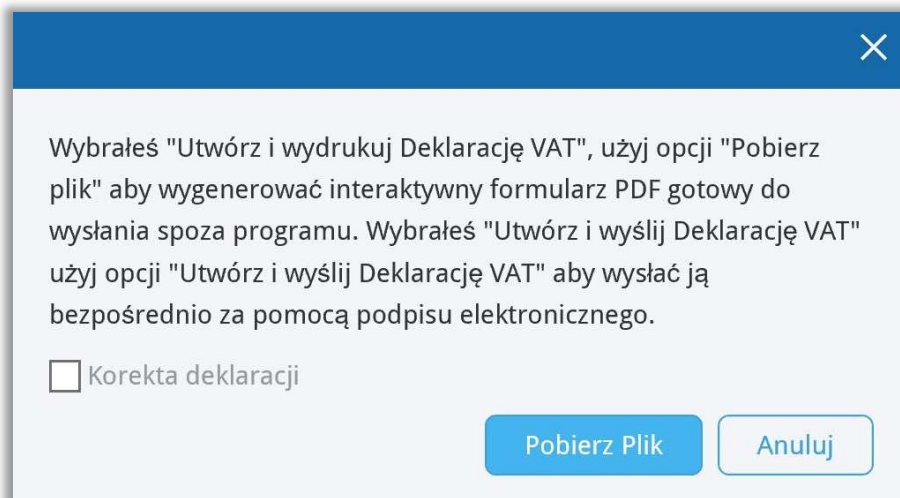 Wybrałeś "Utwórz i wydrukuj Deklarację VAT", użyj opcji "Pobierz
plik" aby wygenerować interaktywny formularz PDF gotowy do
wysłania spoza programu. Wybrałeś "Utwórz i wyślij Deklarację VAT"
użyj opcji "Utwórz i wyślij Deklarację VAT" aby wysłać ją
bezpośrednio za pomocą podpisu elektronicznego.
Korekta deklaracji
Pobierz Plik
Anuluj